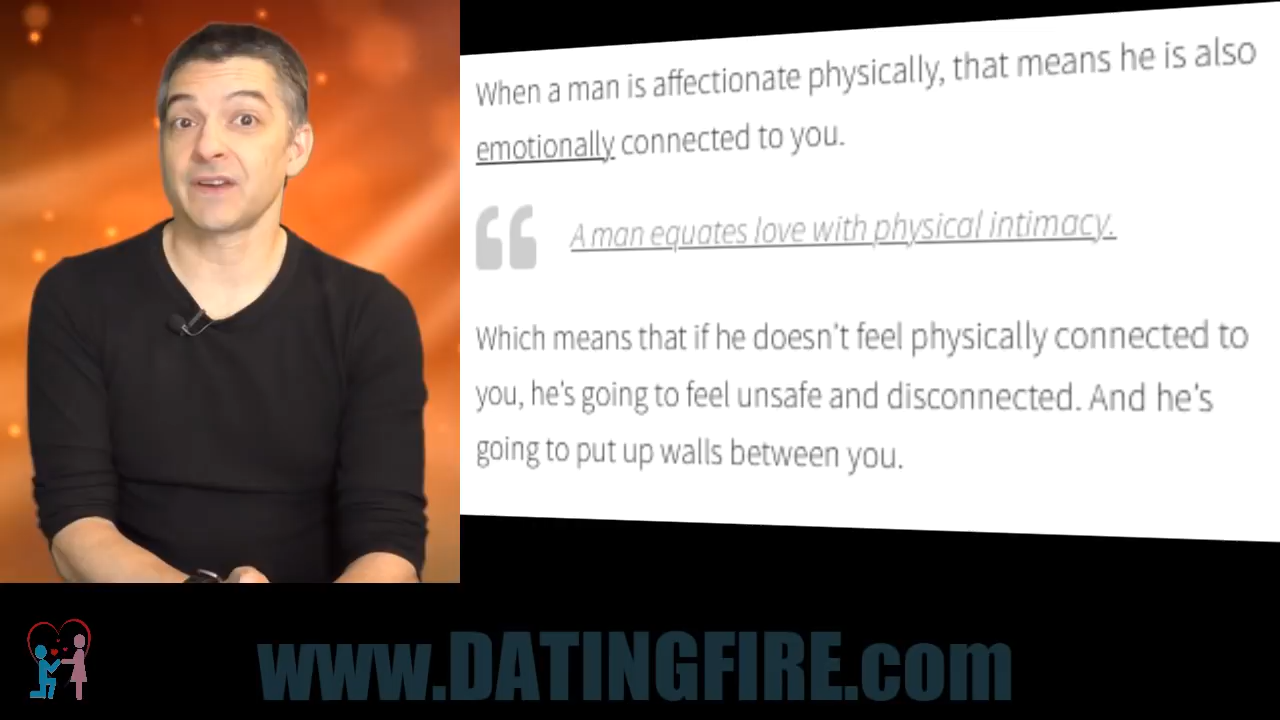 When a man is affectionate physically, that means he is also
emotionally connected to you.
A man equates love with physical intimacy.
Which means that if he doesn't feel physically connected to
you, he's going to feel unsafe and disconnected. And he's
going to put up walls between you.
www.DATINGFIRE.com